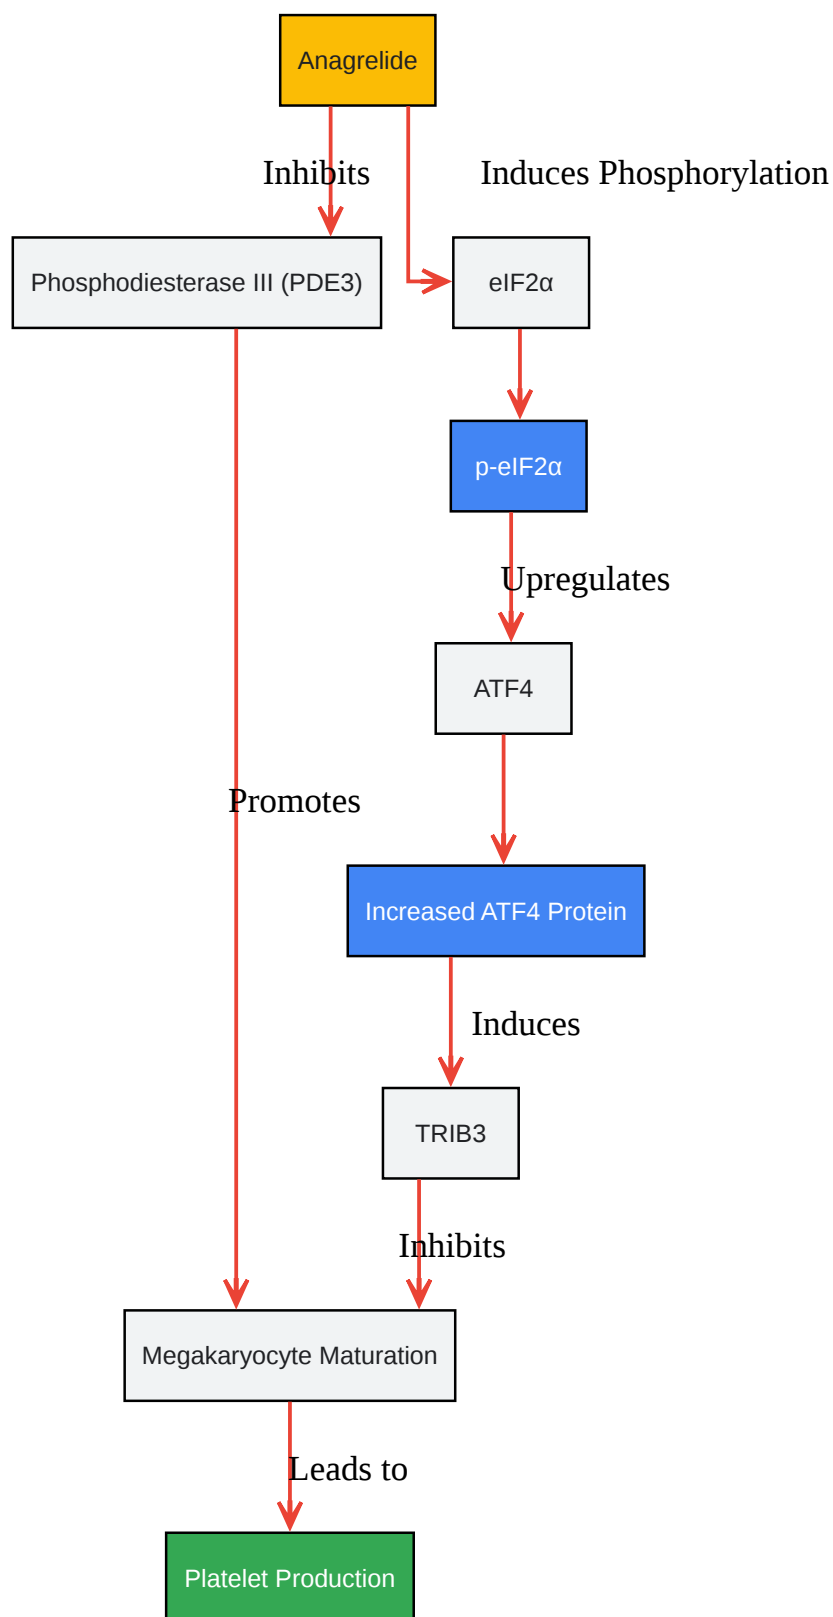 Anagrelide
Inhibits
Induces Phosphorylation
Phosphodiesterase III (PDE3)
eIF2α
p-eIF2α
Upregulates
ATF4
Promotes
Increased ATF4 Protein
Induces
TRIB3
Inhibits
Megakaryocyte Maturation
Leads to
Platelet Production